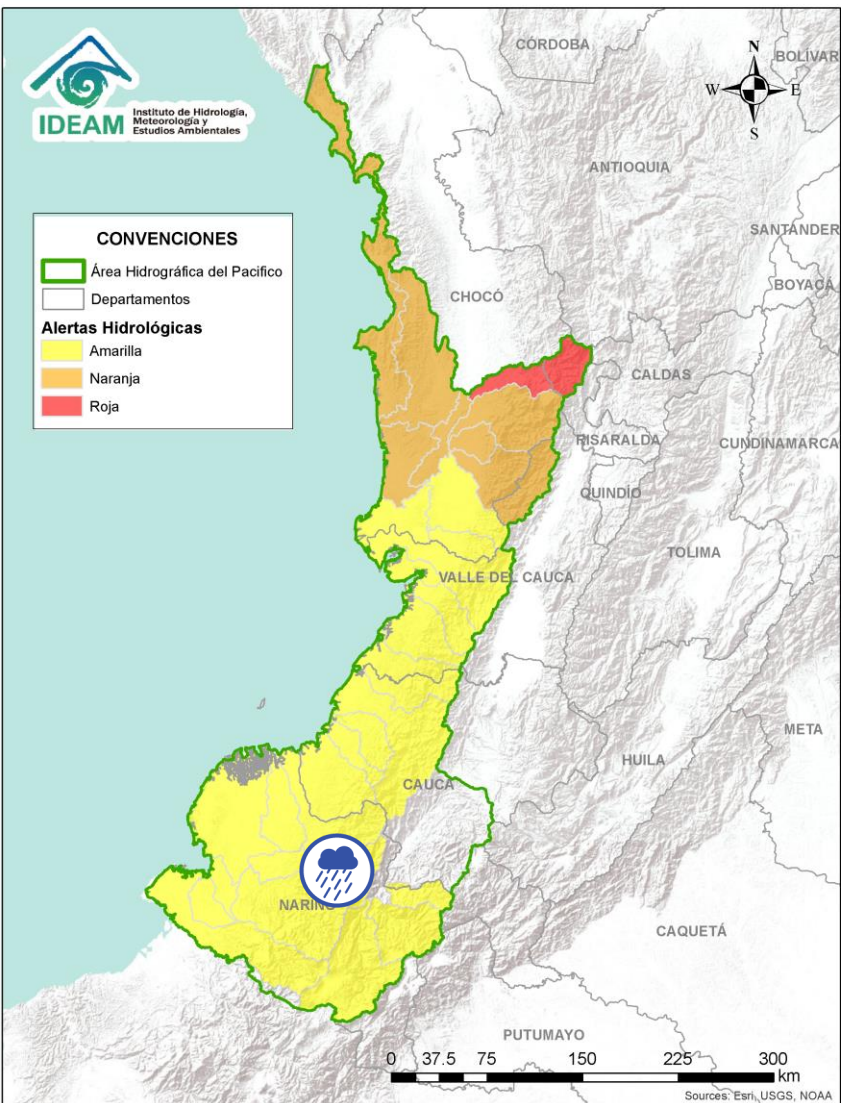 IDEAM
Instituto de Hidrología,
Meteorología y
Estudios Ambientales
N
W
E
S
CONVENCIONES
Área Hidrográfica del Pacifico
Departamentos
Alertas Hidrológicas
Amarilla
Naranja
Roja
CÓRDOBA
BOLÍVAR
ANTIOQUIA
SANTANDER
BOYACÁ
CHOCÓ
CALDAS
RISARALDA
CUNDINAMARCA
QUINDÍO
TOLIMA
VALLE DEL CAUCA
META
HUILA
CAUCA
NARIÑO
CAQUETÁ
PUTUMAYO
0 37.5 75 150 225 300
km
Sources: Esri, USGS, NOAA